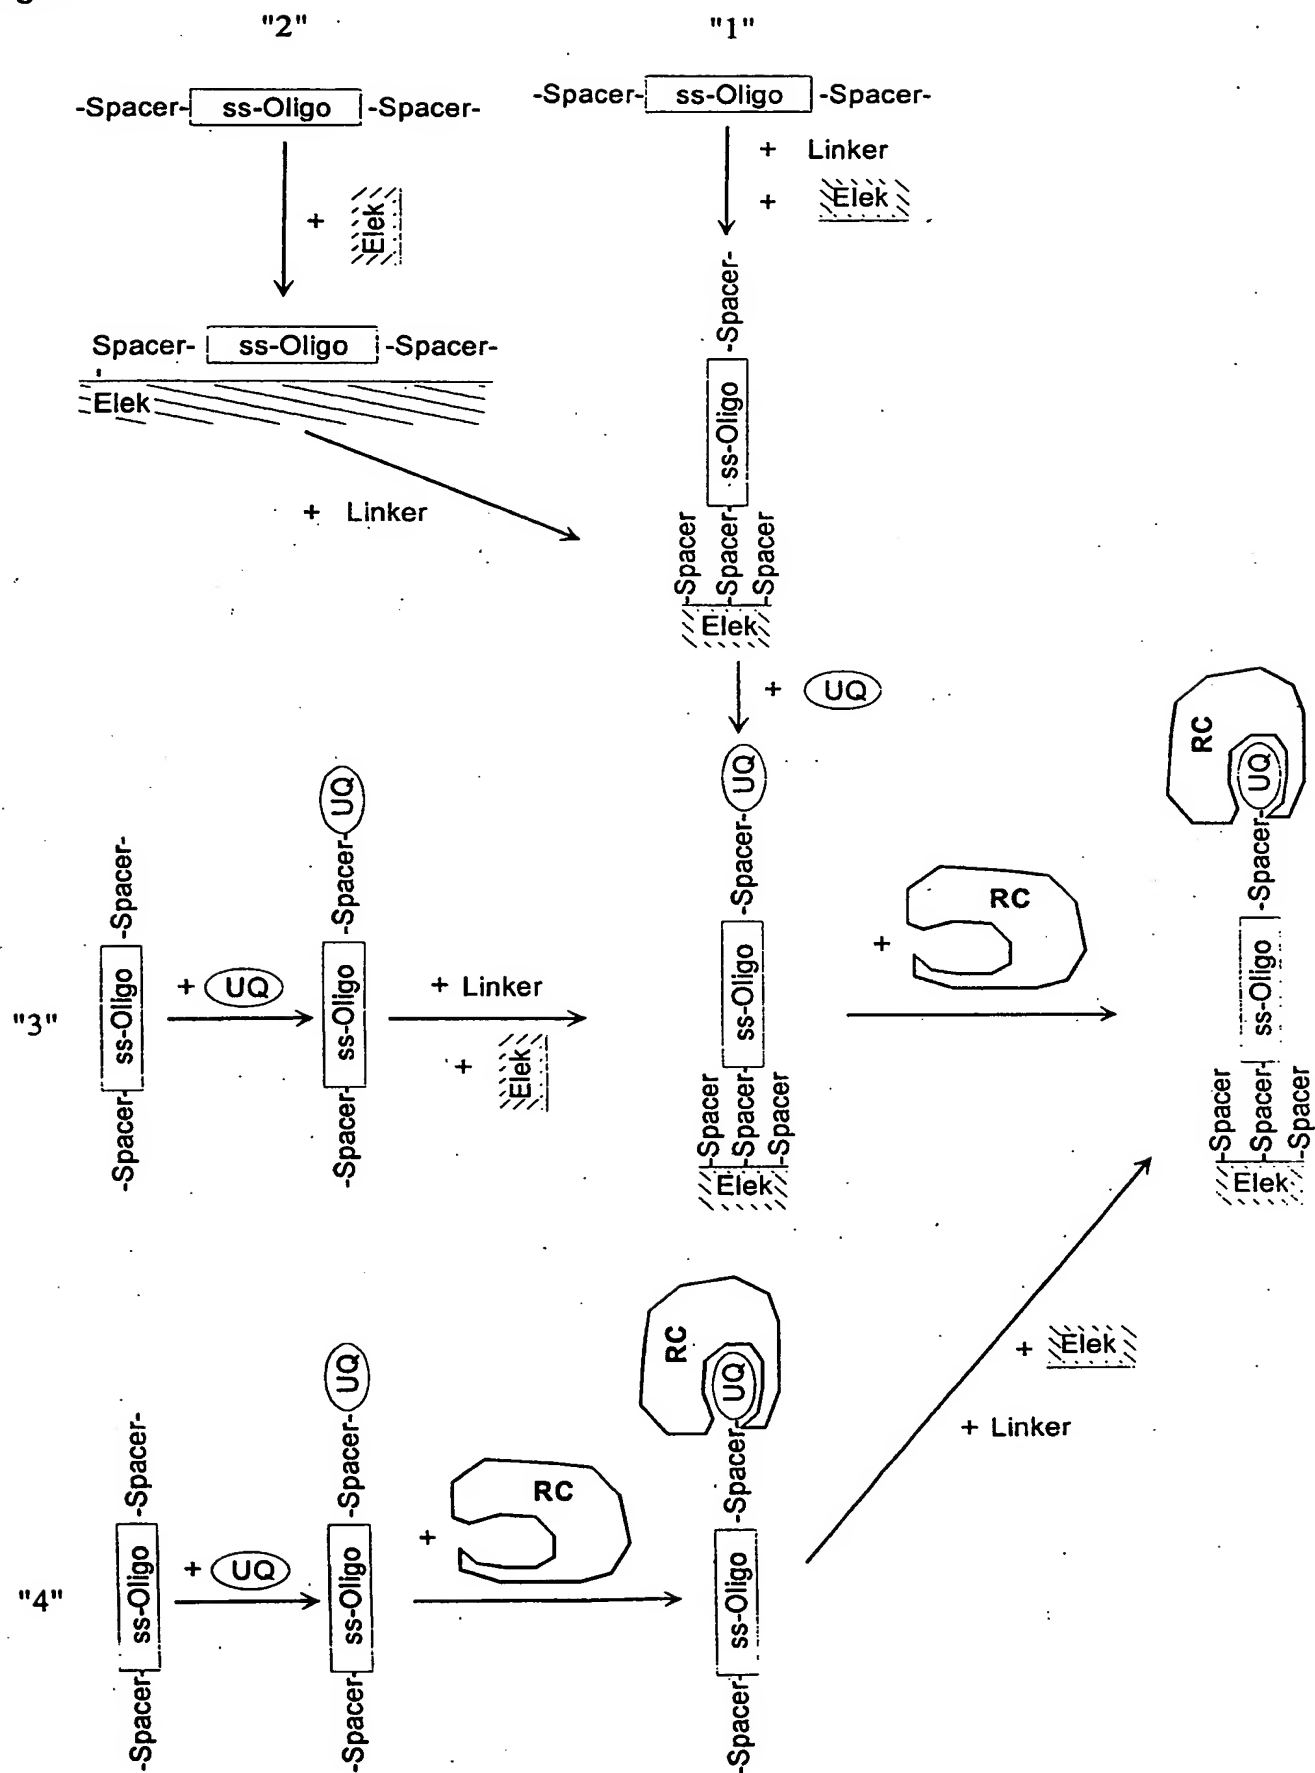 "2"
"1"
-Spacer-
ss-Oligo
-Spacer-
-Spacer-
ss-Oligo
-Spacer-
+ Linker
+ Elek
+ Elek
Spacer-
ss-Oligo
-Spacer-
Elek
+ Linker
-Spacer-
ss-Oligo
-Spacer
-Spacer-
-Spacer
Elek
+ UQ
"3"
-Spacer-
ss-Oligo
-Spacer-
+ UQ
UQ
-Spacer-
ss-Oligo
-Spacer-
+ Linker
+ Elek
UQ
-Spacer-
ss-Oligo
-Spacer
-Spacer-
-Spacer
Elek
+ RC
RC
UQ
-Spacer-
ss-Oligo
-Spacer
-Spacer-
-Spacer
Elek
"4"
-Spacer-
ss-Oligo
-Spacer-
+ UQ
UQ
-Spacer-
ss-Oligo
-Spacer-
+ RC
RC
UQ
-Spacer-
ss-Oligo
-Spacer-
+ Elek
+ Linker